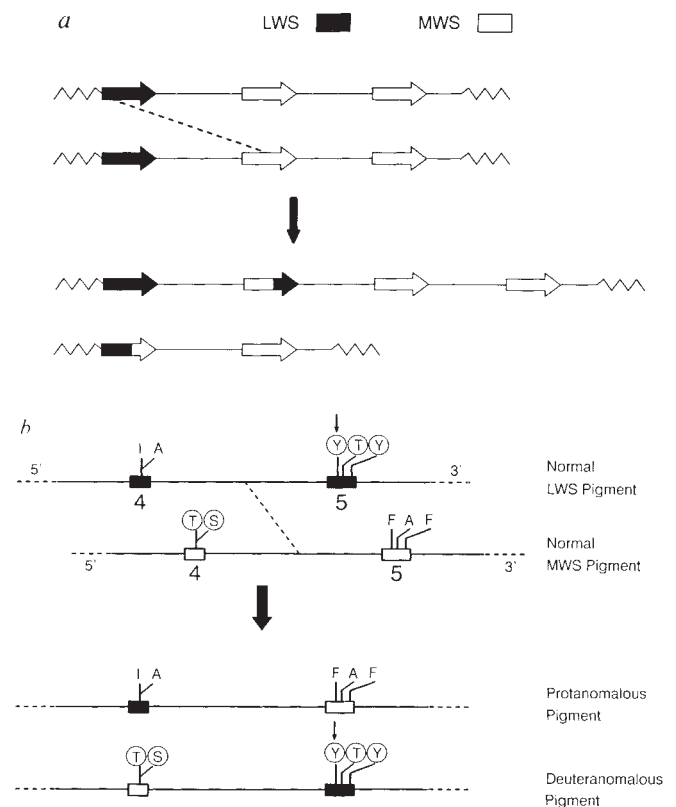 a LWS MWS
b
I A Y T Y
5' 3'
4 5
Normal
LWS Pigment
T S F A F
5' 3'
4 5
Normal
MWS Pigment
I A F A F
Protanomalous
Pigment
T S Y T Y
Deuteranomalous
Pigment